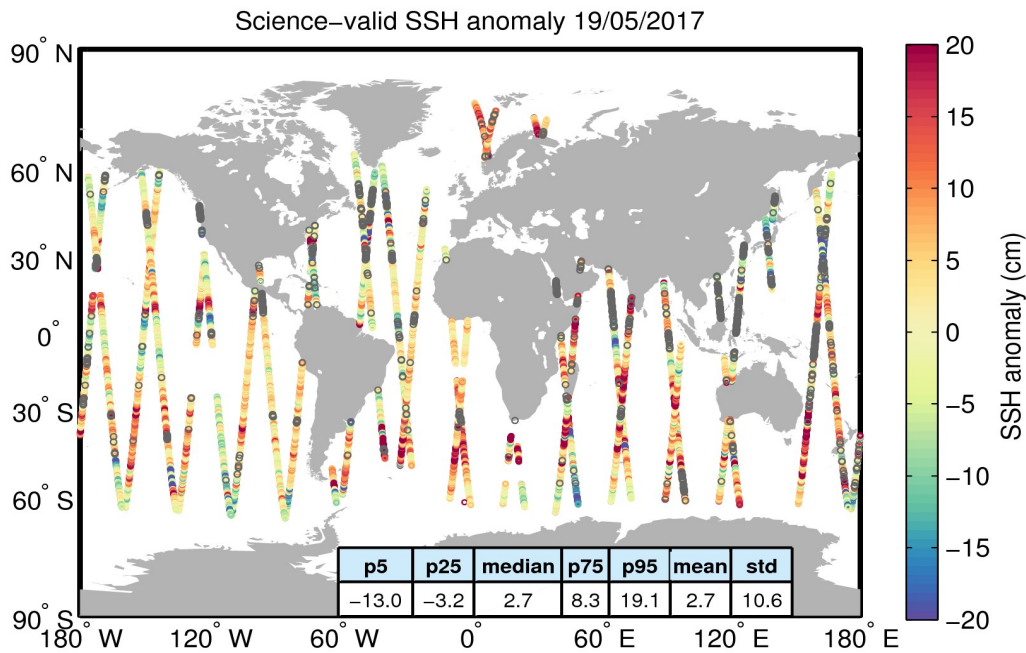 Science−valid SSH anomaly 19/05/2017
90° N
60° N
30° N
0°
30° S
60° S
90° S
180° W
120° W
60° W
0°
60° E
120° E
180° E
p5 p25 median p75 p95 mean std
−13.0 −3.2 2.7 8.3 19.1 2.7 10.6
20
15
10
5
0
−5
−10
−15
−20
SSH anomaly (cm)